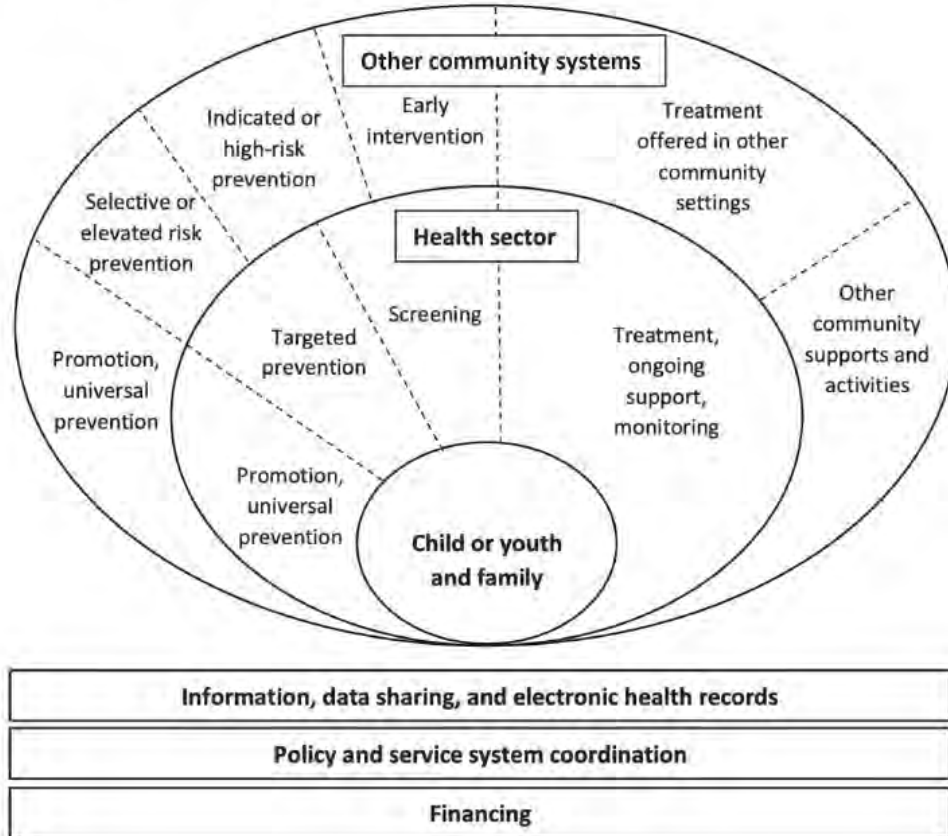 Other community systems
Early
intervention
Treatment
offered in other
community
settings
Indicated or
high-risk
prevention
Selective or
elevated risk
prevention
Health sector
Other
community
supports and
activities
Screening
Targeted
prevention
Treatment,
ongoing
support,
monitoring
Promotion,
universal
prevention
Promotion,
universal
prevention
Child or youth
and family
Information, data sharing, and electronic health records
Policy and service system coordination
Financing